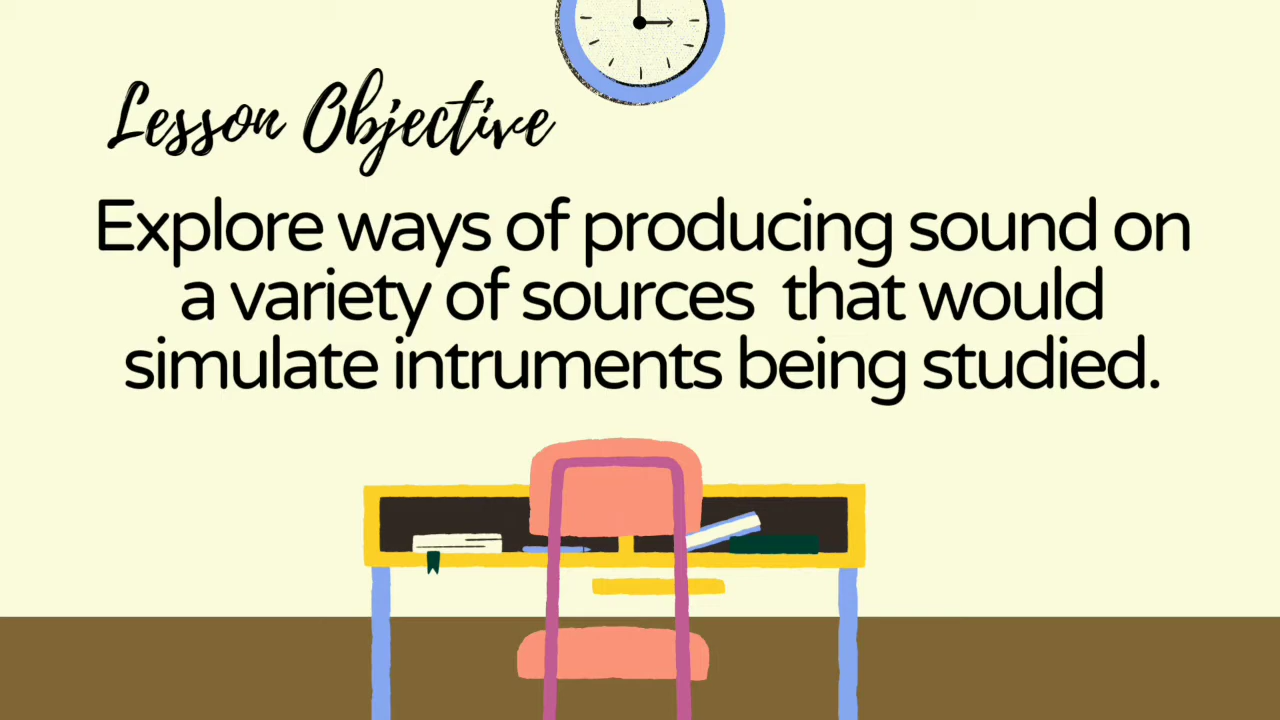 Lesson Objective
Explore ways of producing sound on
a variety of sources that would
simulate intruments being studied.